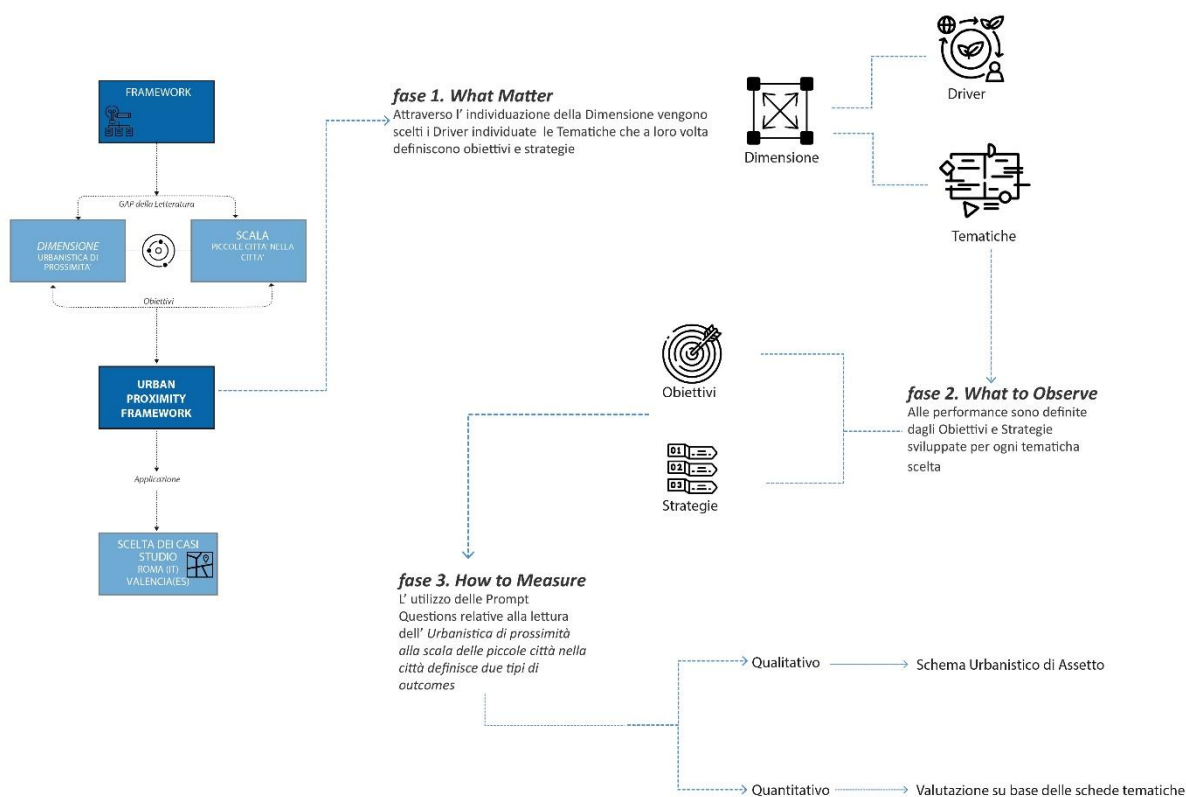 FRAMEWORK
GAP della Letteratura
DIMENSIONE
URBANISTICA DI
PROSSIMITA'
SCALA
PICCOLE CITTA' NELLA
CITTA'
Obiettivi
URBAN
PROXIMITY
FRAMEWORK
Applicazione
SCELTA DEI CASI
STUDIO
ROMA (IT)
VALENCIA(ES)
fase 1. What Matter
Attraverso l' individuazione della Dimensione vengono
scelti i Driver individuate le Tematiche che a loro volta
definiscono obiettivi e strategie
Dimensione
Driver
Tematiche
fase 2. What to Observe
Alle performance sono definite
dagli Obiettivi e Strategie
sviluppate per ogni tematicha
scelta
Obiettivi
01
02
03
Strategie
fase 3. How to Measure
L' utilizzo delle Prompt
Questions relative alla lettura
dell' Urbanistica di prossimità
alla scala delle piccole città nella
città definisce due tipi di
outcomes
Qualitativo
Schema Urbanistico di Assetto
Quantitativo
Valutazione su base delle schede tematiche